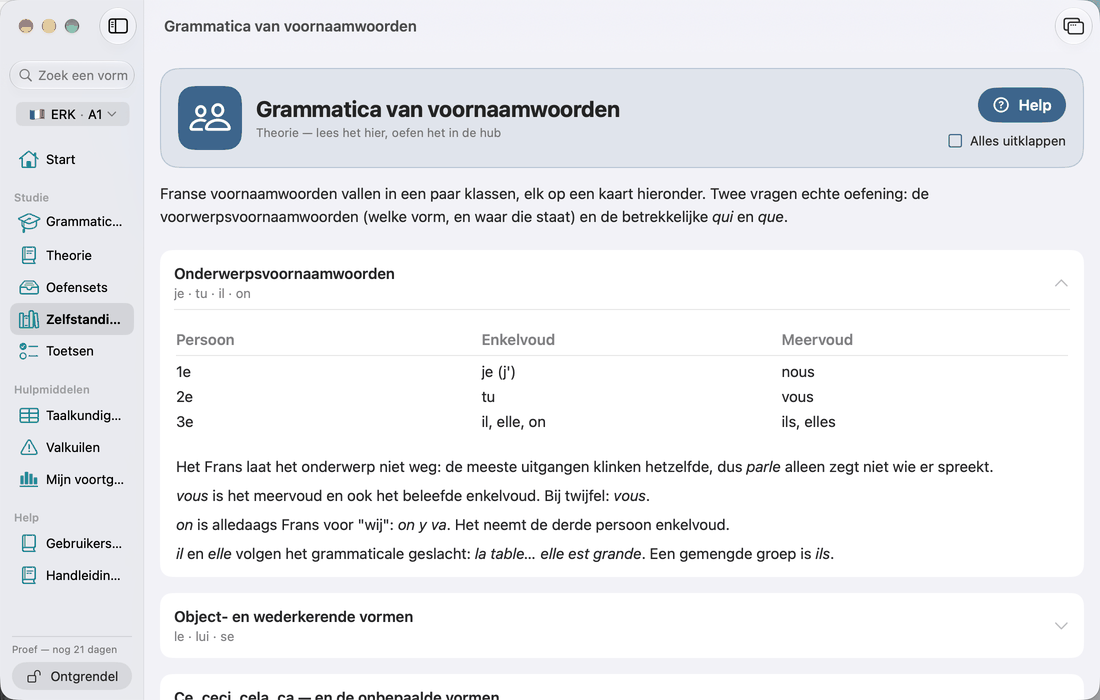 Grammatica van voornaamwoorden
Zoek een vorm
ERK · A1
Start
Studie
Grammatic...
Theorie
Oefensets
Zelfstandi...
Toetsen
Hulpmiddelen
Taalkundig...
Valkuilen
Mijn voortg...
Help
Gebruikers...
Handleidin...
Proef — nog 21 dagen
Ontgrendel
Grammatica van voornaamwoorden
Theorie — lees het hier, oefen het in de hub
Help
Alles uitklappen
Franse voornaamwoorden vallen in een paar klassen, elk op een kaart hieronder. Twee vragen echte oefening: de
voorwerpsvoornaamwoorden (welke vorm, en waar die staat) en de betrekkelijke qui en que.
Onderwerpsvoornaamwoorden
je · tu · il · on
Persoon Enkelvoud Meervoud
1e je (j') nous
2e tu vous
3e il, elle, on ils, elles
Het Frans laat het onderwerp niet weg: de meeste uitgangen klinken hetzelfde, dus parle alleen zegt niet wie er spreekt.
vous is het meervoud en ook het beleefde enkelvoud. Bij twijfel: vous.
on is alledaags Frans voor "wij": on y va. Het neemt de derde persoon enkelvoud.
il en elle volgen het grammaticale geslacht: la table... elle est grande. Een gemengde groep is ils.
Object- en wederkerende vormen
le · lui · se
Ce, ceci, cela, ça — en de onbepaalde vormen